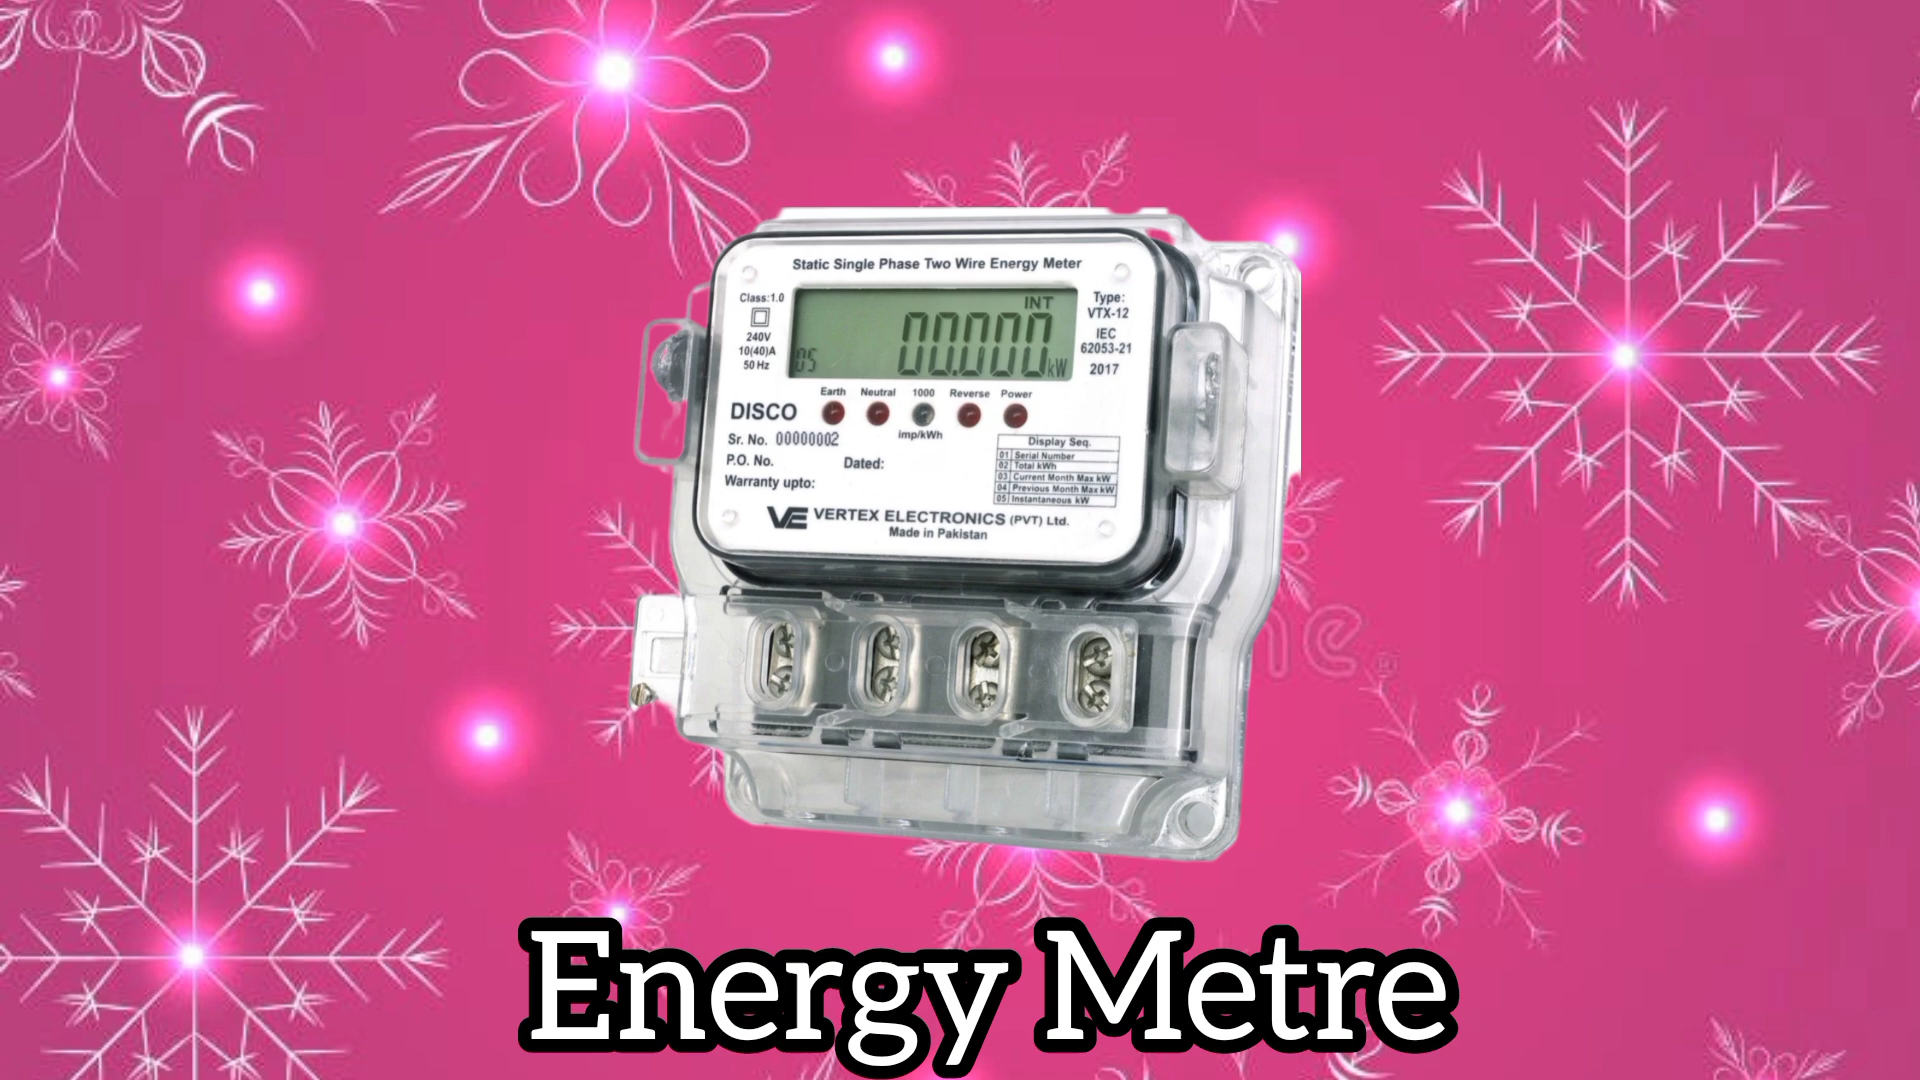 Static Single Phase Two Wire Energy Meter
Class:1.0
240V
10(40)A
50 Hz
INT
05
00.000 kW
Type:
VTX-12
IEC
62053-21
2017
Earth Neutral 1000 Reverse Power
imp/kWh
DISCO
Sr. No. 00000002
P.O. No.
Dated:
Warranty upto:
Display Seq.
01 Serial Number
02 Total kWh
03 Current Month Max kW
04 Previous Month Max kW
05 Instantaneous kW
VE VERTEX ELECTRONICS (PVT) Ltd.
Made in Pakistan
Energy Metre